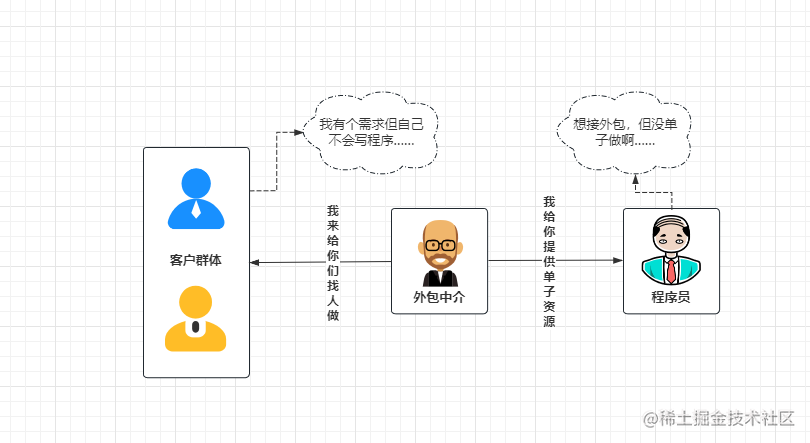 我有个需求但自己
不会写程序......
想接外包，但没单
子做啊......
客户群体
我来给你们找人做
外包中介
我给你提供单子资源
程序员
@稀土掘金技术社区